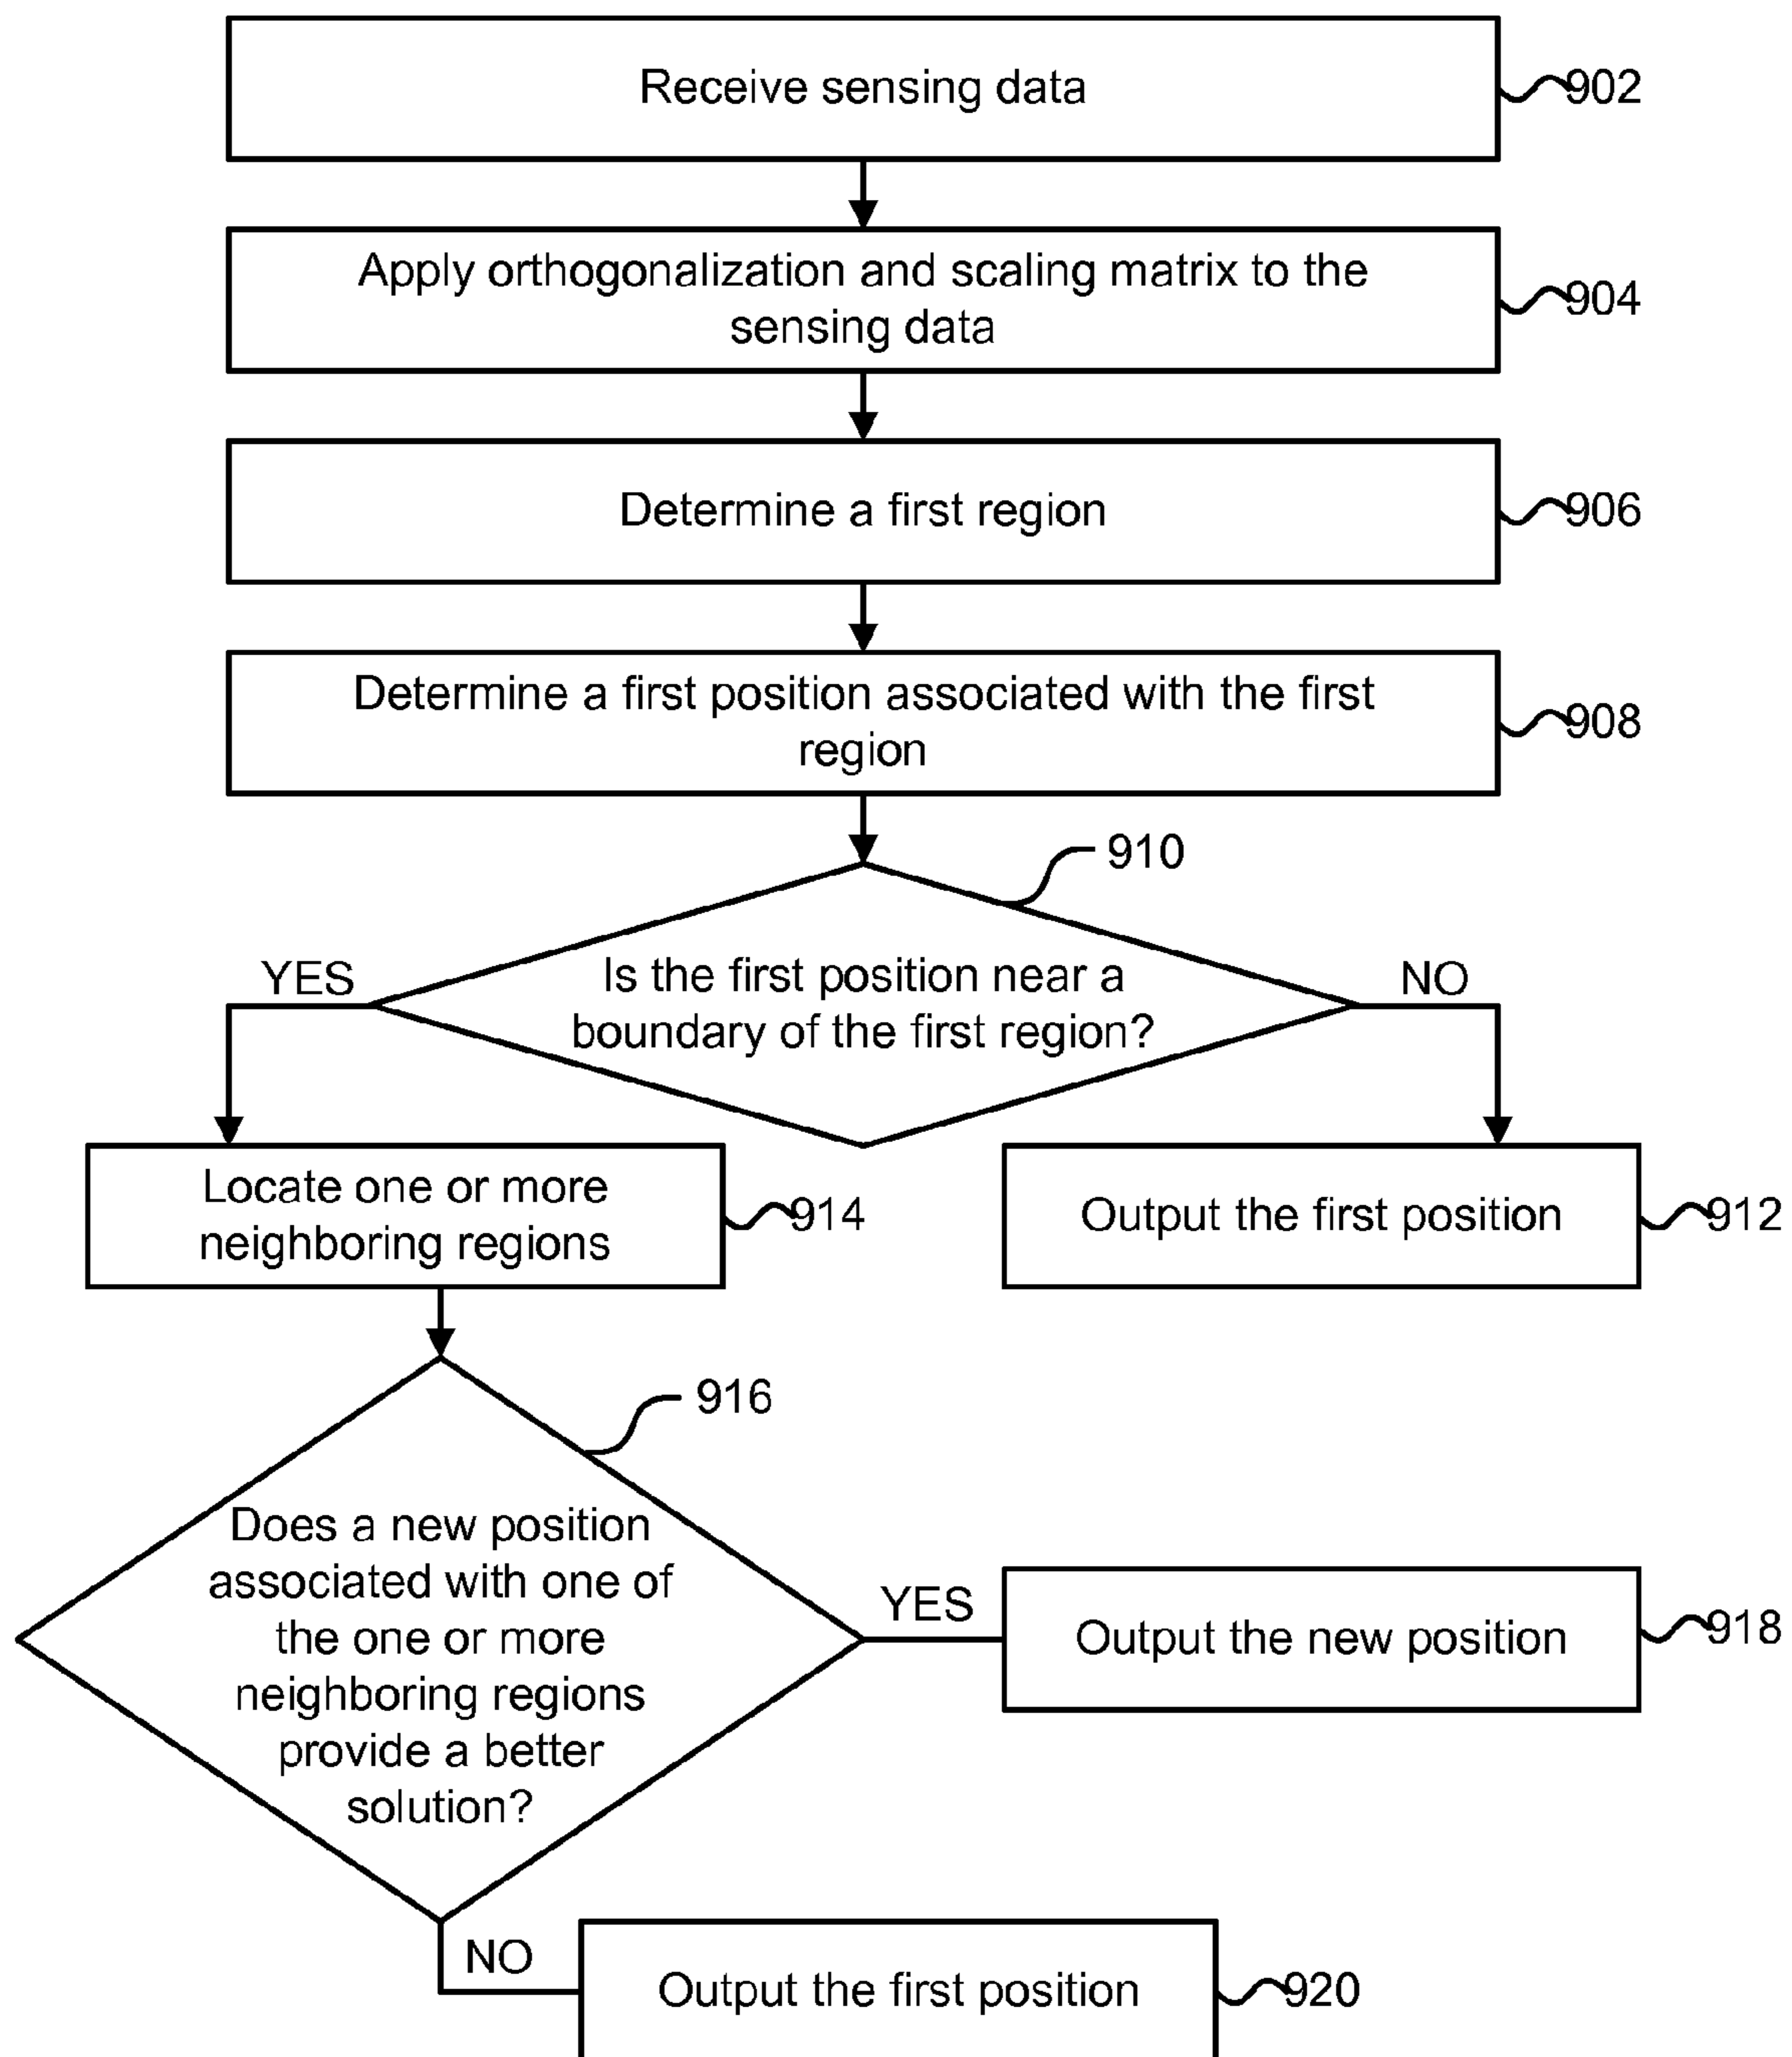 Receive sensing data
902
Apply orthogonalization and scaling matrix to the
sensing data
904
Determine a first region
906
Determine a first position associated with the first
region
908
910
Is the first position near a
boundary of the first region?
YES
NO
Locate one or more
neighboring regions
914
Output the first position
912
916
Does a new position
associated with one of
the one or more
neighboring regions
provide a better
solution?
YES
Output the new position
918
NO
Output the first position
920